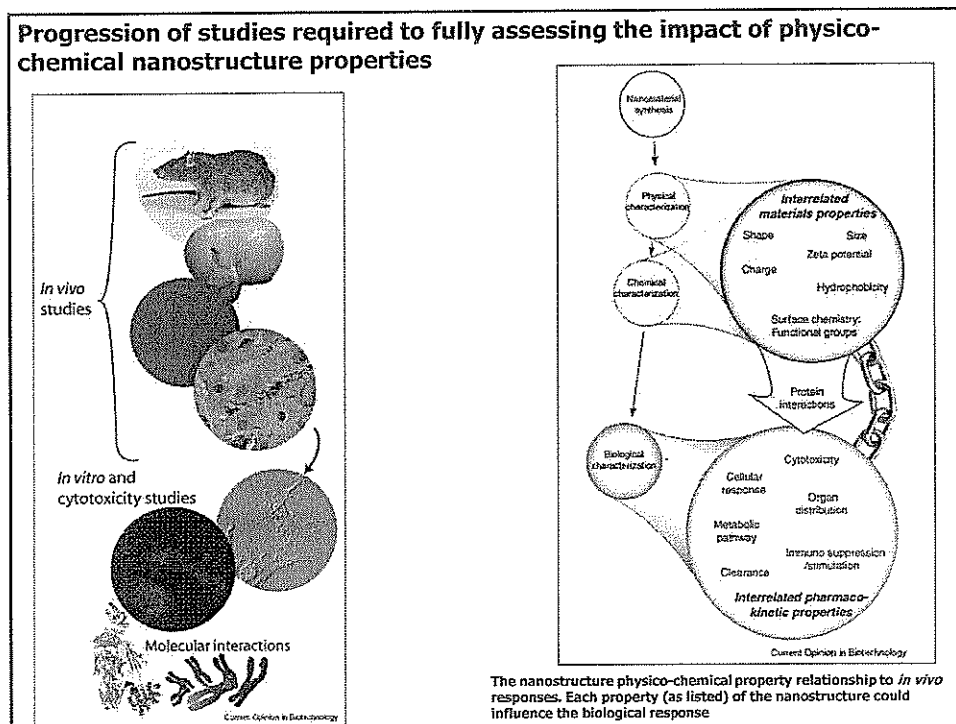 Progression of studies required to fully assessing the impact of physico-
chemical nanostructure properties
In vivo
studies
In vitro and
cytotoxicity studies
Molecular interactions
Current Opinion in Biotechnology
Nanomaterial
synthesis
Physical
characterization
Chemical
characterization
Interrelated
materials properties
Shape
Size
Zeta potential
Charge
Hydrophobicity
Surface chemistry:
Functional groups
Protein
interactions
Biological
characterization
Cytotoxicity
Cellular
response
Organ
distribution
Metabolic
pathway
Immuno suppression
/stimulation
Clearance
Interrelated pharmaco-
kinetic properties
Current Opinion in Biotechnology
The nanostructure physico-chemical property relationship to in vivo
responses. Each property (as listed) of the nanostructure could
influence the biological response